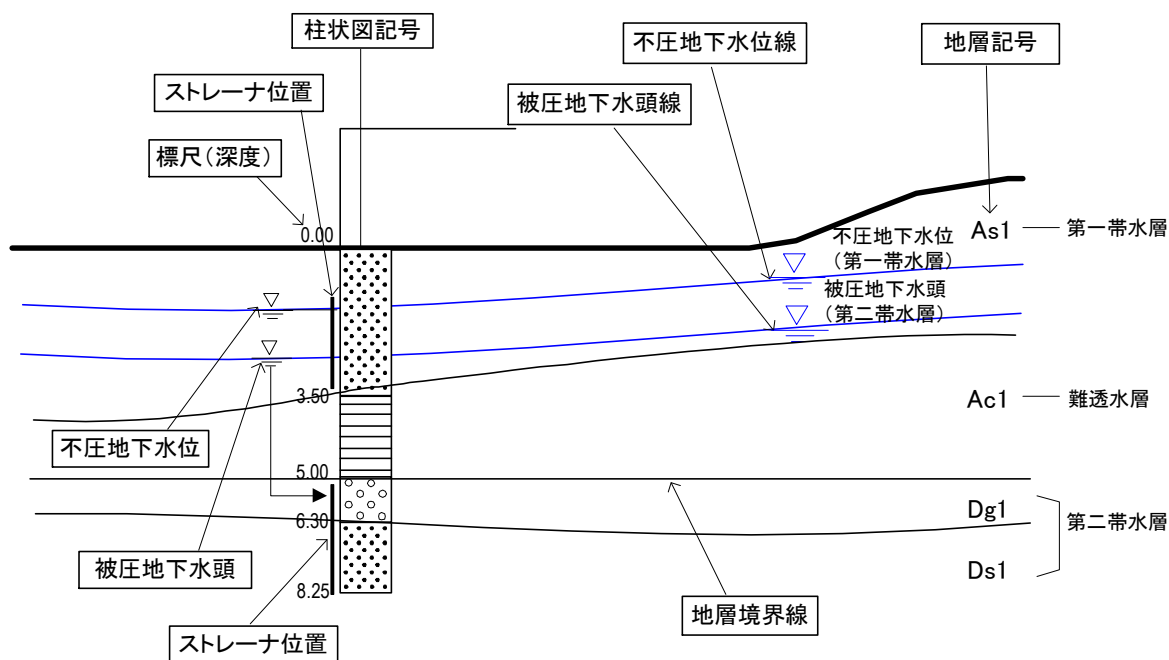 柱状図記号
不圧地下水位線
地層記号
ストレーナ位置
被圧地下水頭線
標尺(深度)
0.00
不圧地下水位
(第一帯水層)
As1
第一帯水層
被圧地下水頭
(第二帯水層)
3.50
Ac1
難透水層
不圧地下水位
5.00
Dg1
6.30
第二帯水層
被圧地下水頭
Ds1
8.25
地層境界線
ストレーナ位置